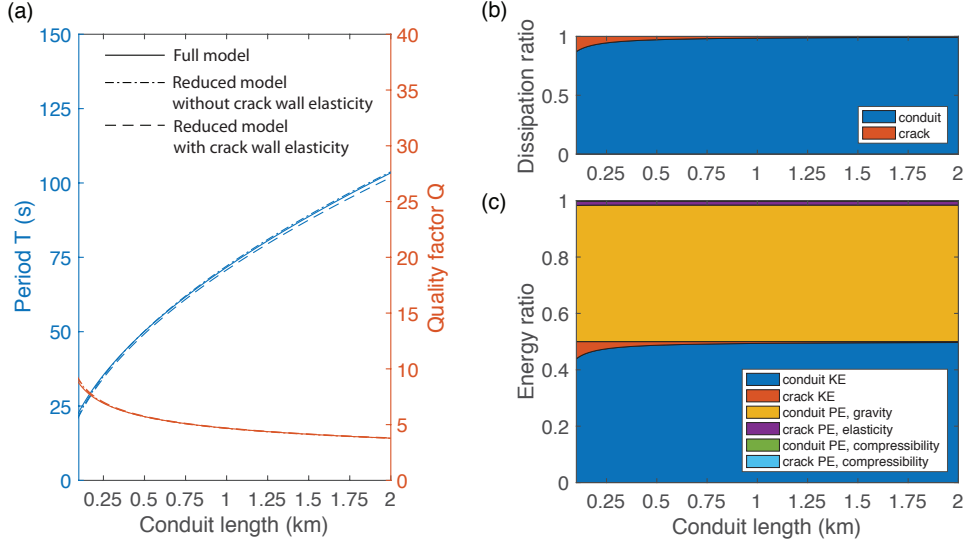 (a)
150
125
100
75
50
25
0
Period T (s)
Full model
Reduced model
without crack wall elasticity
Reduced model
with crack wall elasticity
40
35
30
25
20
15
10
5
0
Quality factor Q
0.25 0.5 0.75 1 1.25 1.5 1.75 2
Conduit length (km)
(b)
1
0.5
0
Dissipation ratio
conduit
crack
0.25 0.5 0.75 1 1.25 1.5 1.75 2
(c)
1
0.8
0.6
0.4
0.2
0
Energy ratio
conduit KE
crack KE
conduit PE, gravity
crack PE, elasticity
conduit PE, compressibility
crack PE, compressibility
0.25 0.5 0.75 1 1.25 1.5 1.75 2
Conduit length (km)